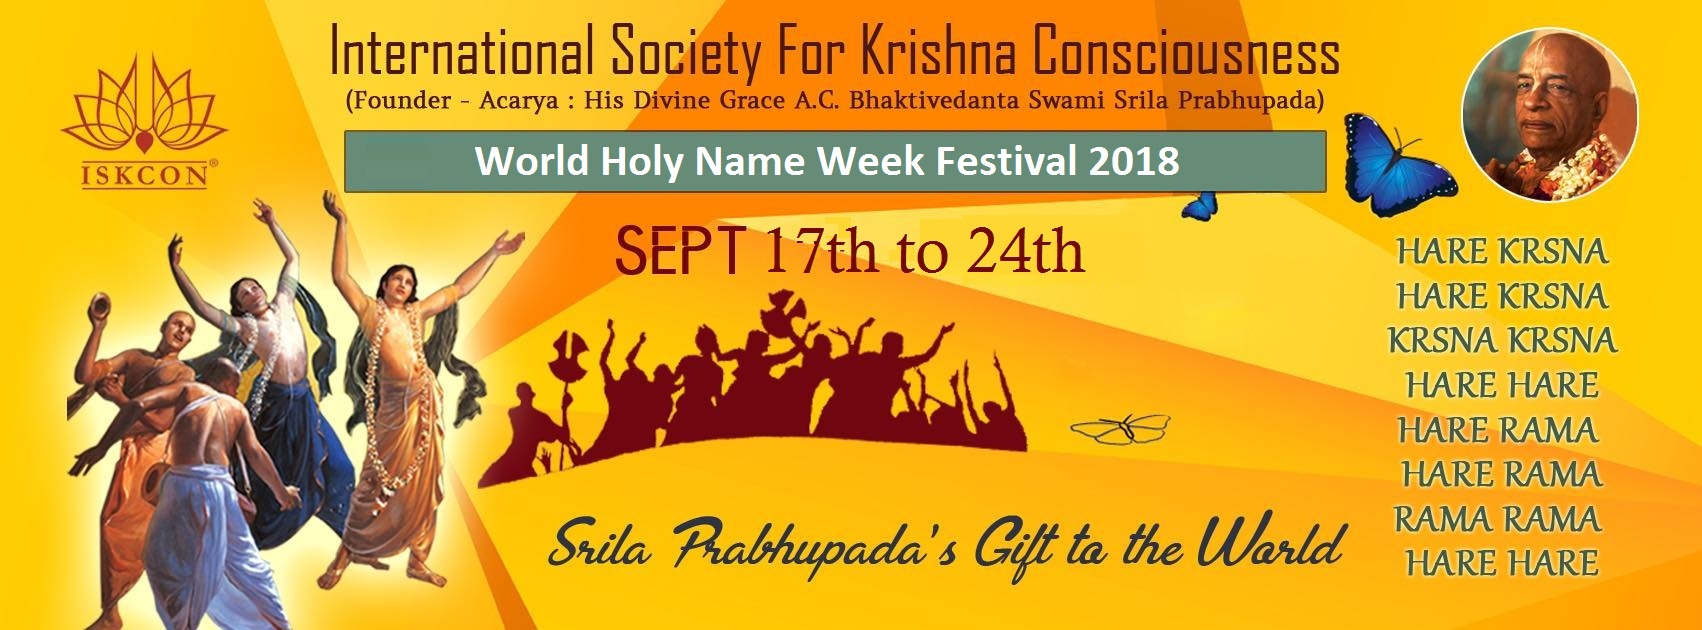 International Society For Krishna Consciousness
(Founder - Acarya : His Divine Grace A.C. Bhaktivedanta Swami Srila Prabhupada)
ISKCON®
World Holy Name Week Festival 2018
SEPT 17th to 24th
HARE KRSNA
HARE KRSNA
KRSNA KRSNA
HARE HARE
HARE RAMA
HARE RAMA
RAMA RAMA
HARE HARE
Srila Prabhupada's Gift to the World